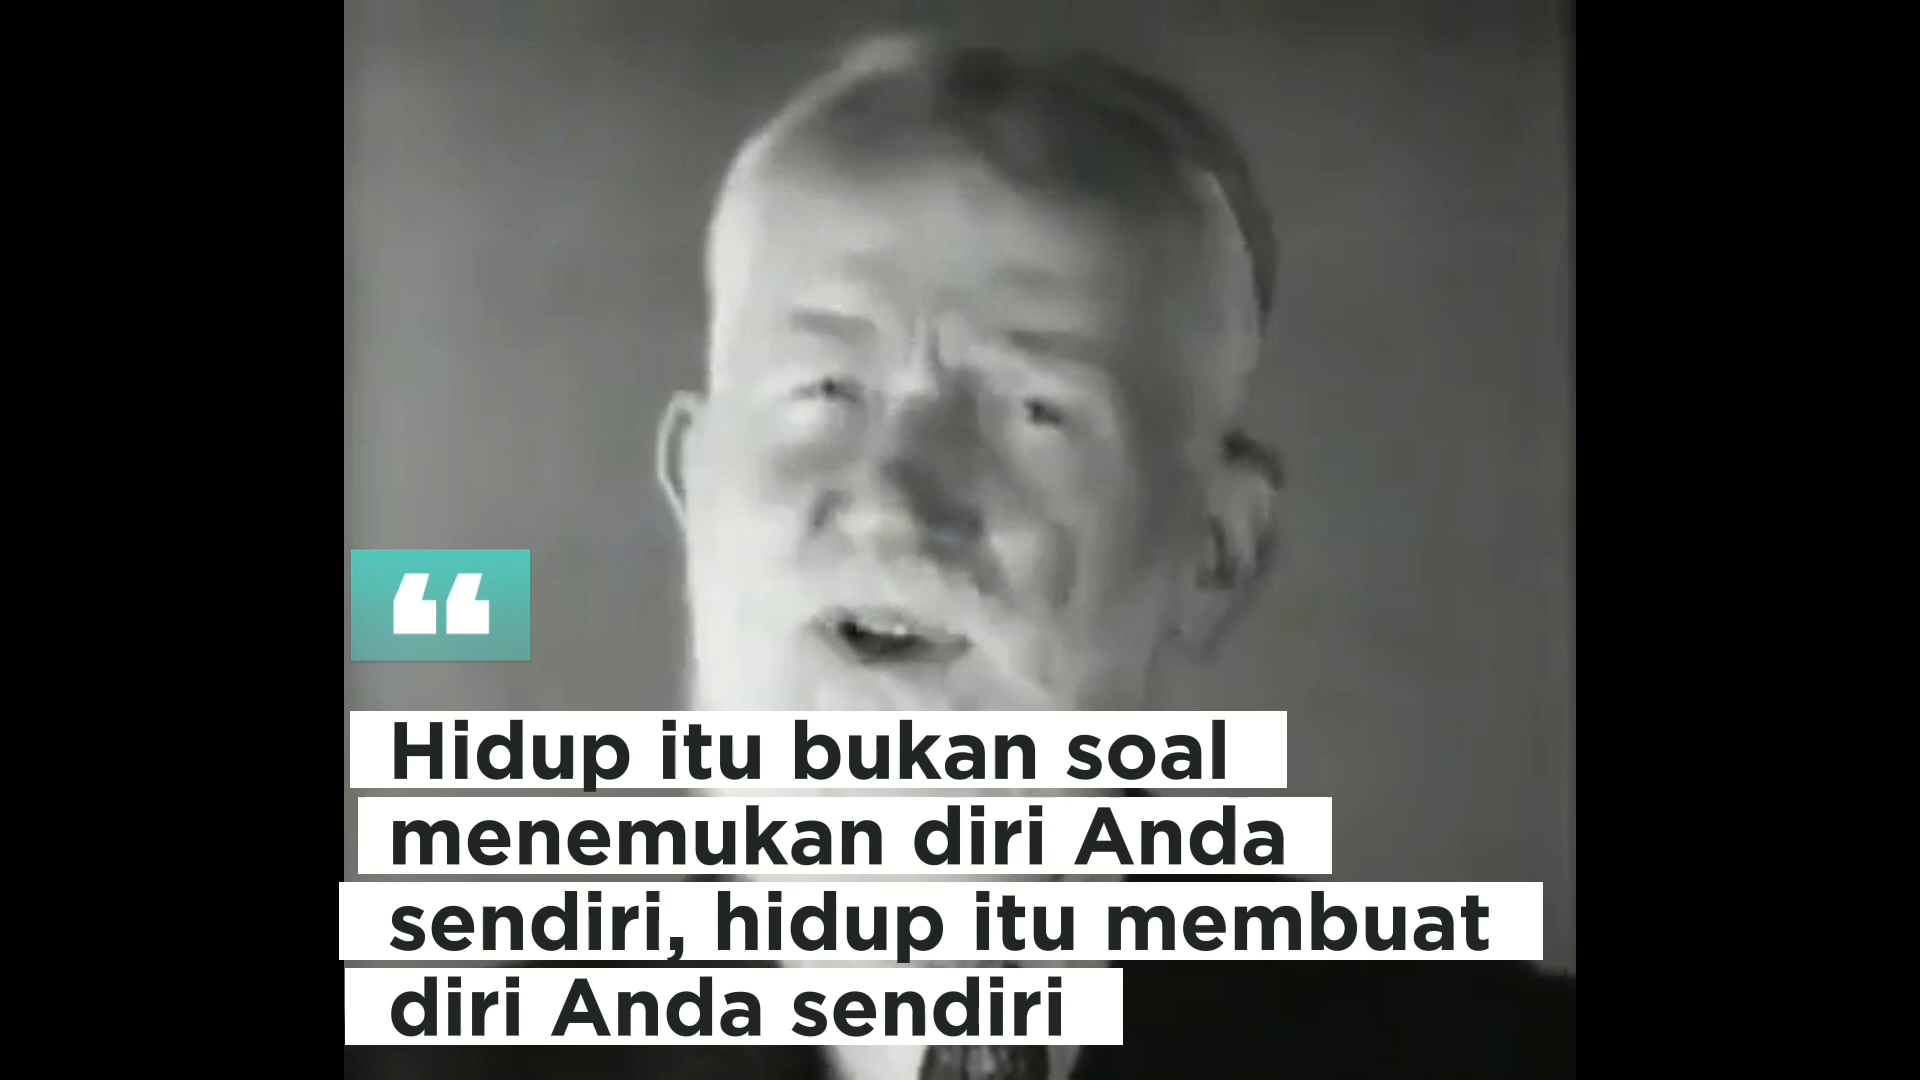 “
Hidup itu bukan soal
menemukan diri Anda
sendiri, hidup itu membuat
diri Anda sendiri